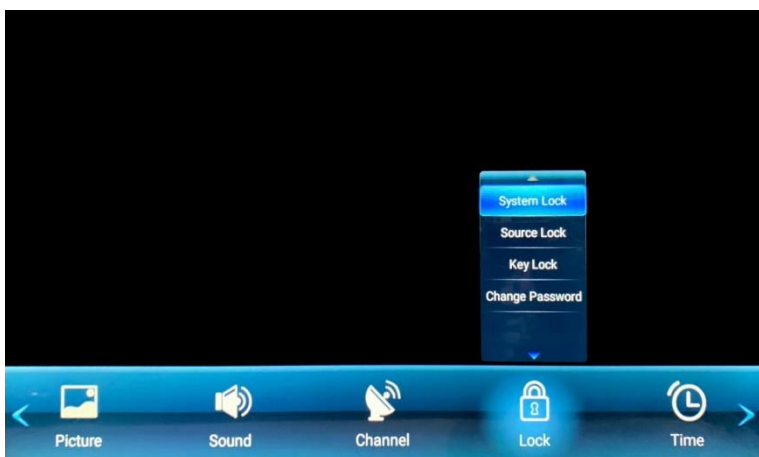 System Lock
Source Lock
Key Lock
Change Password
Picture
Sound
Channel
Lock
Time